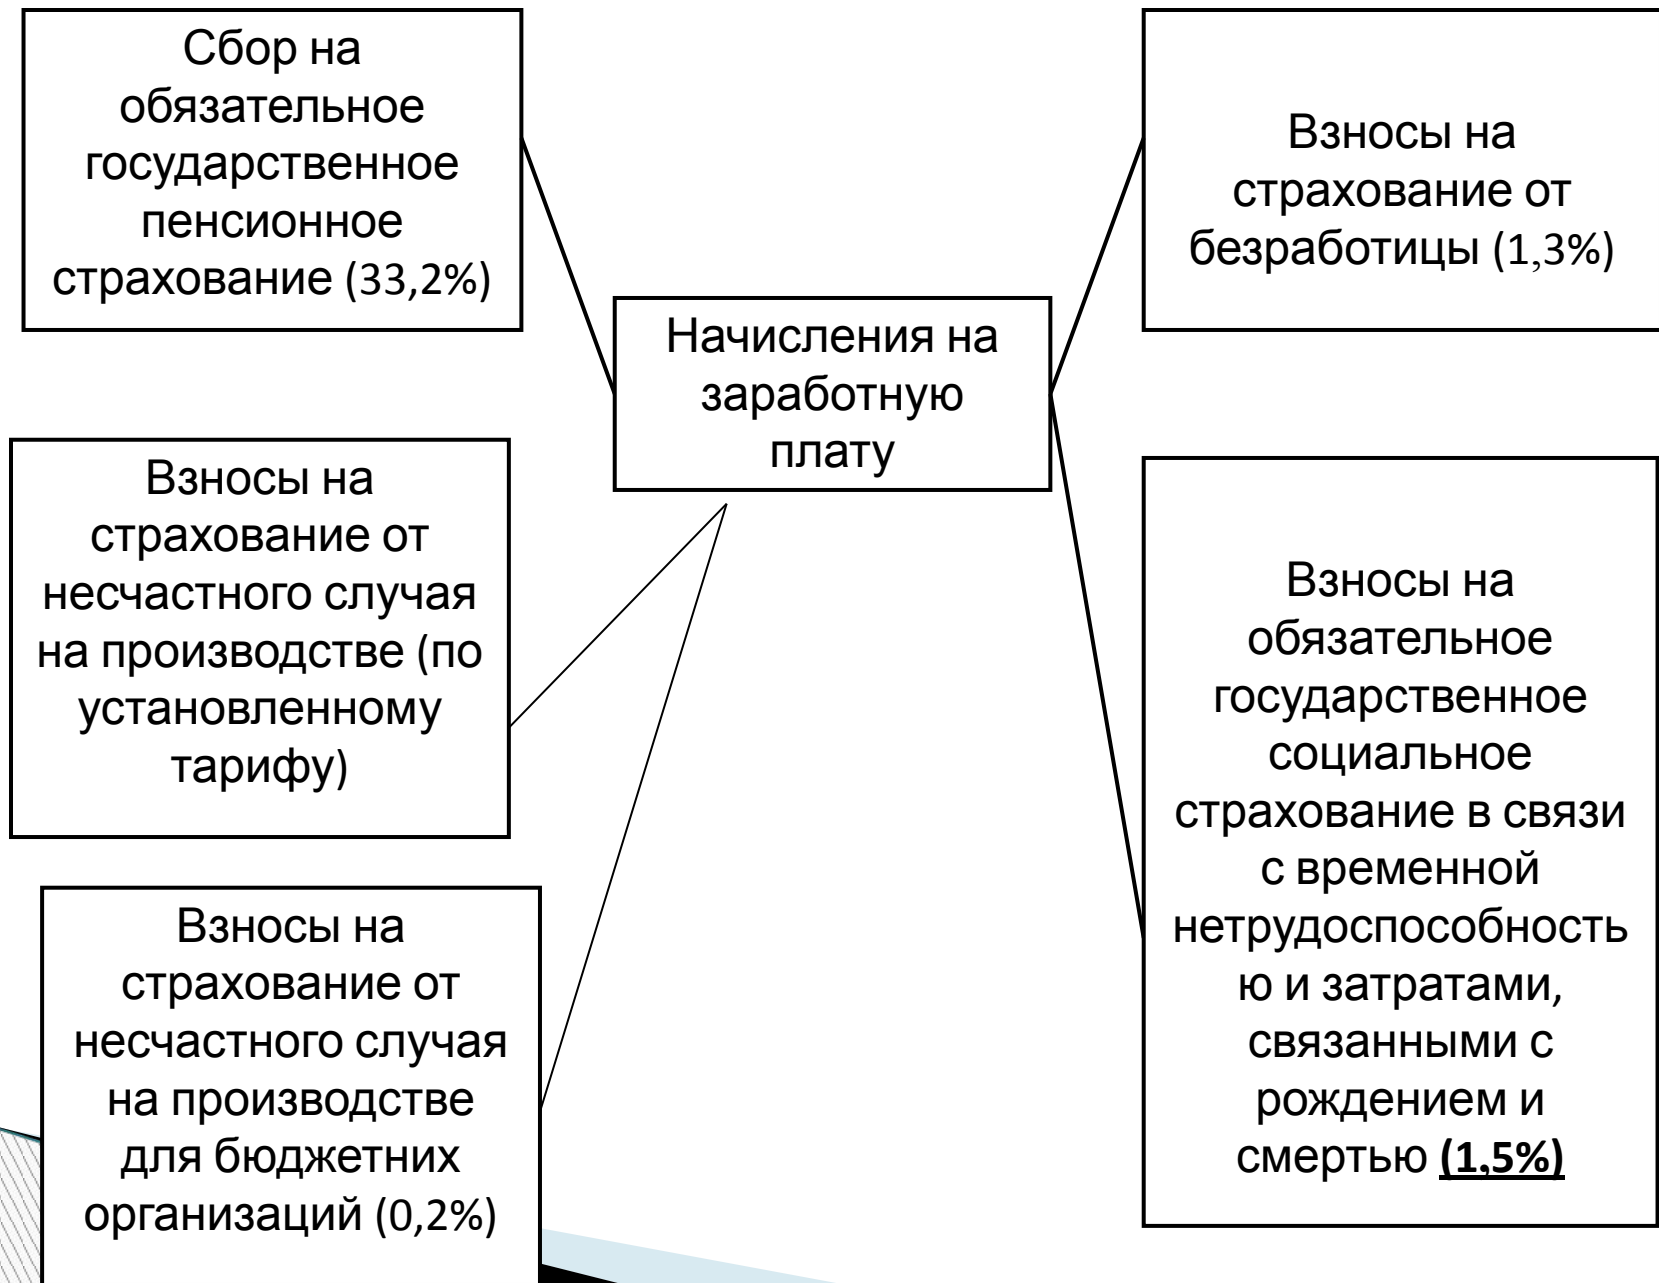 Сбор на
обязательное
государственное
пенсионное
страхование (33,2%)
Взносы на
страхование от
безработицы (1,3%)
Начисления на
заработную
плату
Взносы на
страхование от
несчастного случая
на производстве (по
установленному
тарифу)
Взносы на
обязательное
государственное
социальное
страхование в связи
с временной
нетрудоспособность
ю и затратами,
связанными с
рождением и
смертью (1,5%)
Взносы на
страхование от
несчастного случая
на производстве
для бюджетних
организаций (0,2%)